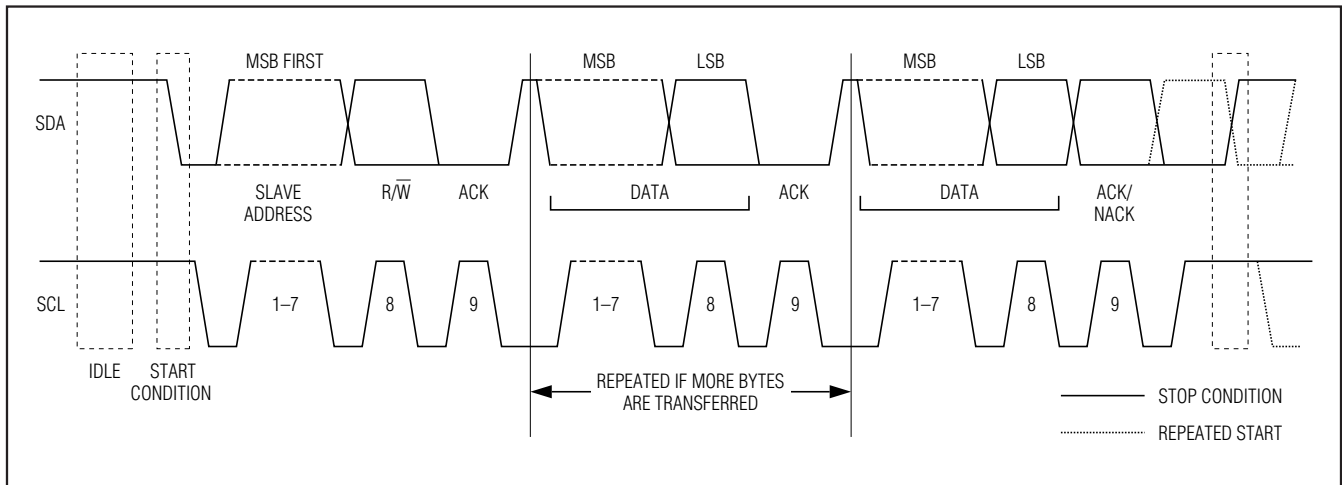 MSB FIRST
MSB
LSB
MSB
LSB
SDA
SLAVE
ADDRESS
R/W̅
ACK
DATA
ACK
DATA
ACK/
NACK
SCL
1–7
8
9
1–7
8
9
1–7
8
9
IDLE
START
CONDITION
REPEATED IF MORE BYTES
ARE TRANSFERRED
STOP CONDITION
REPEATED START